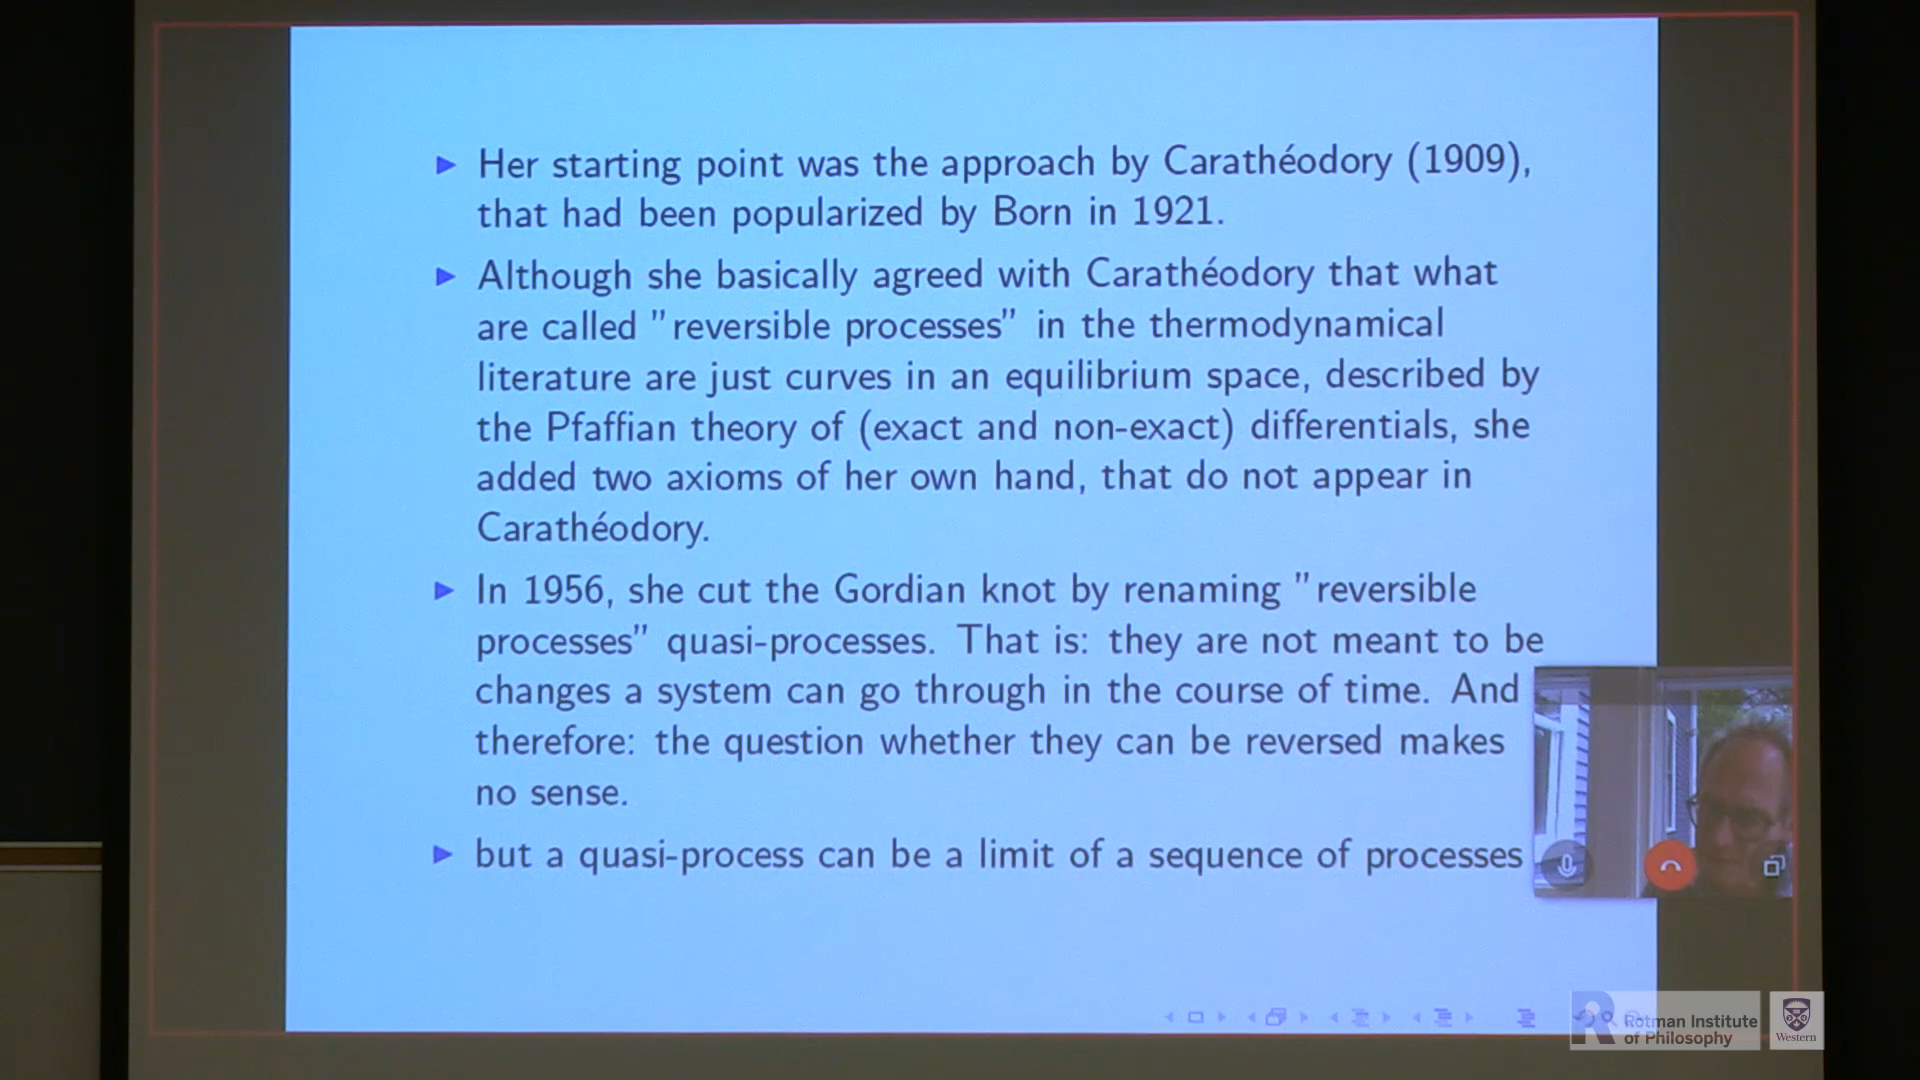 Her starting point was the approach by Carathéodory (1909),
that had been popularized by Born in 1921.
Although she basically agreed with Carathéodory that what
are called "reversible processes" in the thermodynamical
literature are just curves in an equilibrium space, described by
the Pfaffian theory of (exact and non-exact) differentials, she
added two axioms of her own hand, that do not appear in
Carathéodory.
In 1956, she cut the Gordian knot by renaming "reversible
processes" quasi-processes. That is: they are not meant to be
changes a system can go through in the course of time. And
therefore: the question whether they can be reversed makes
no sense.
but a quasi-process can be a limit of a sequence of processes
R Rotman Institute
of Philosophy
Western